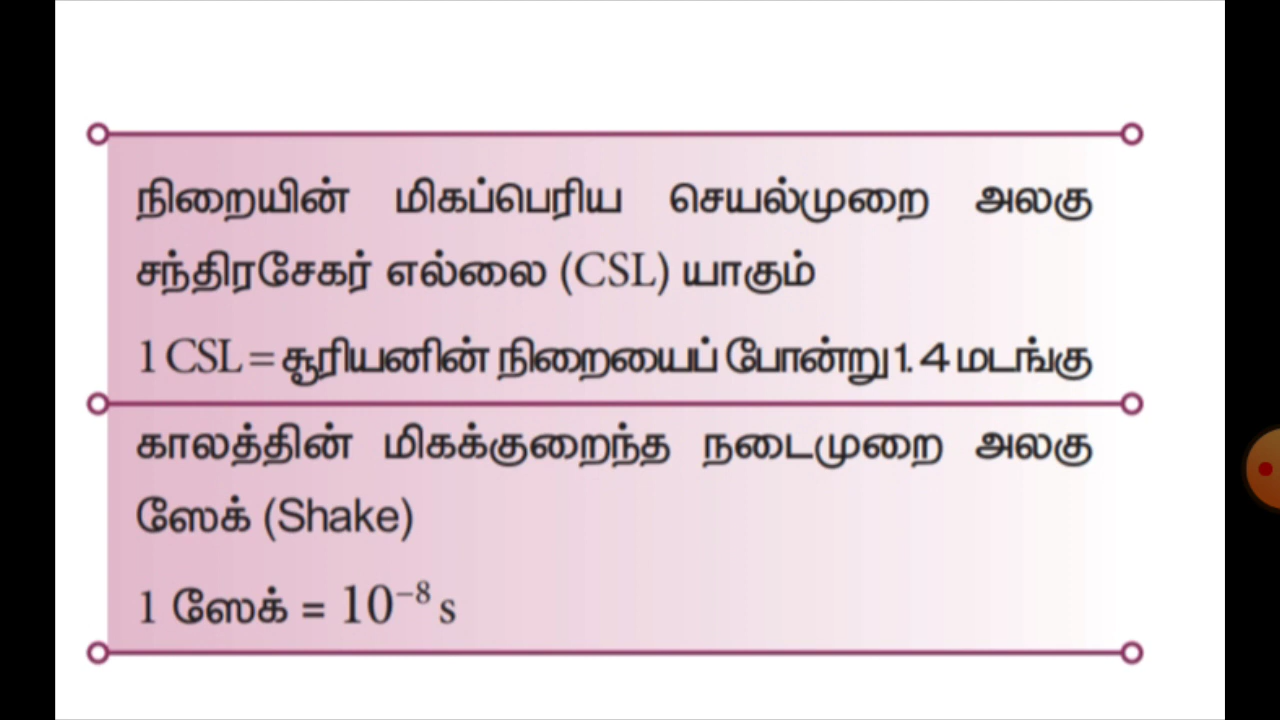 நிறையின் மிகப்பெரிய செயல்முறை அலகு
சந்திரசேகர் எல்லை (CSL) யாகும்
1 CSL = சூரியனின் நிறையைப் போன்று 1.4 மடங்கு
காலத்தின் மிகக்குறைந்த நடைமுறை அலகு
ஸேக் (Shake)
1 ஸேக் = 10⁻⁸ s